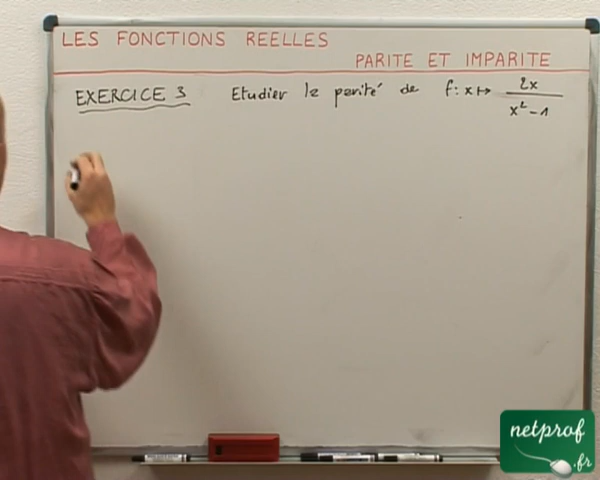 LES FONCTIONS REELLES
PARITE ET IMPARITE
EXERCICE 3 Etudier la parité de f: x ↦ 2x / x² - 1
netprof
.fr